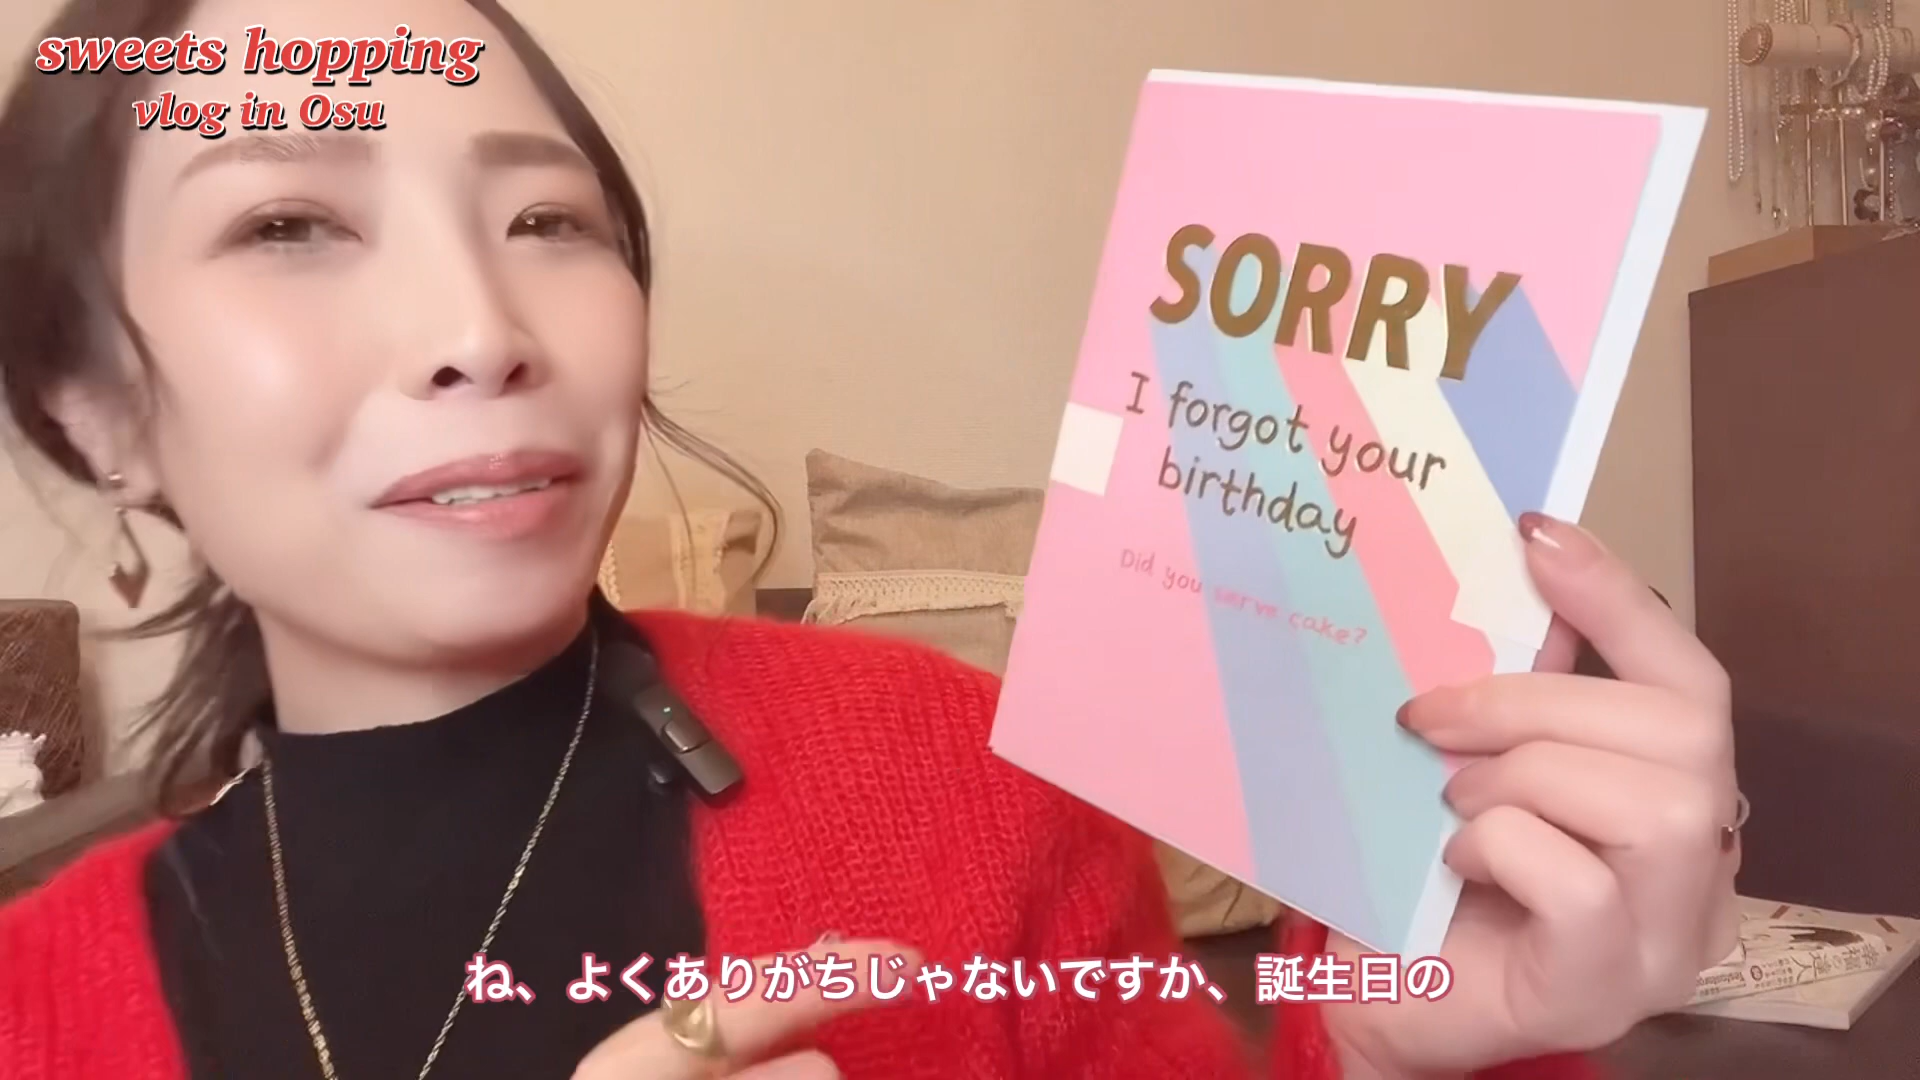 sweets hopping
vlog in Osu
SORRY
I forgot your
birthday
Did you serve cake?
ね、よくありがちじゃないですか、誕生日の